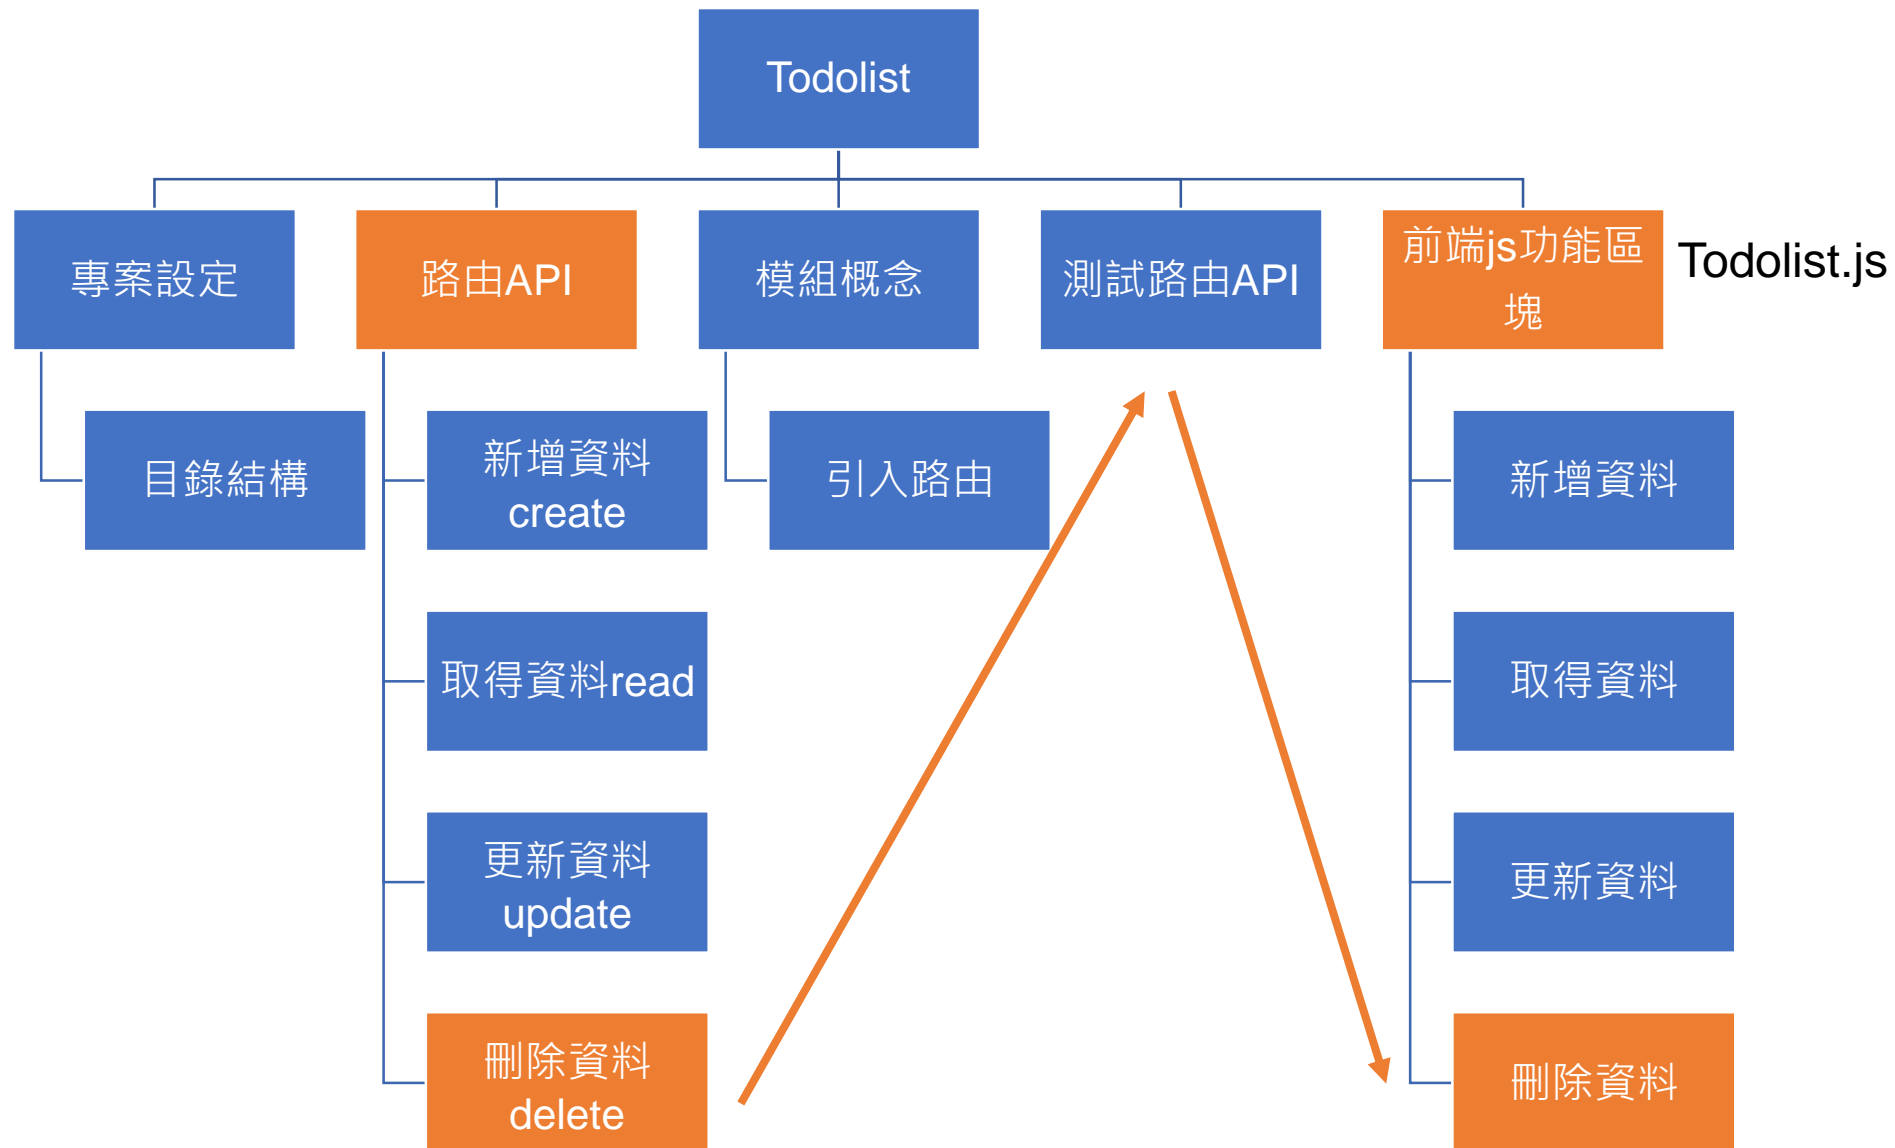 Todolist
專案設定
路由API
模組概念
測試路由API
前端js功能區
塊
Todolist.js
目錄結構
新增資料
create
引入路由
新增資料
取得資料read
取得資料
更新資料
update
更新資料
刪除資料
delete
刪除資料